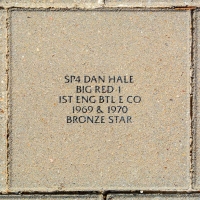 SP4 DAN HALE
BIG RED 1
1ST ENG BTL E CO
1969 & 1970
BRONZE STAR